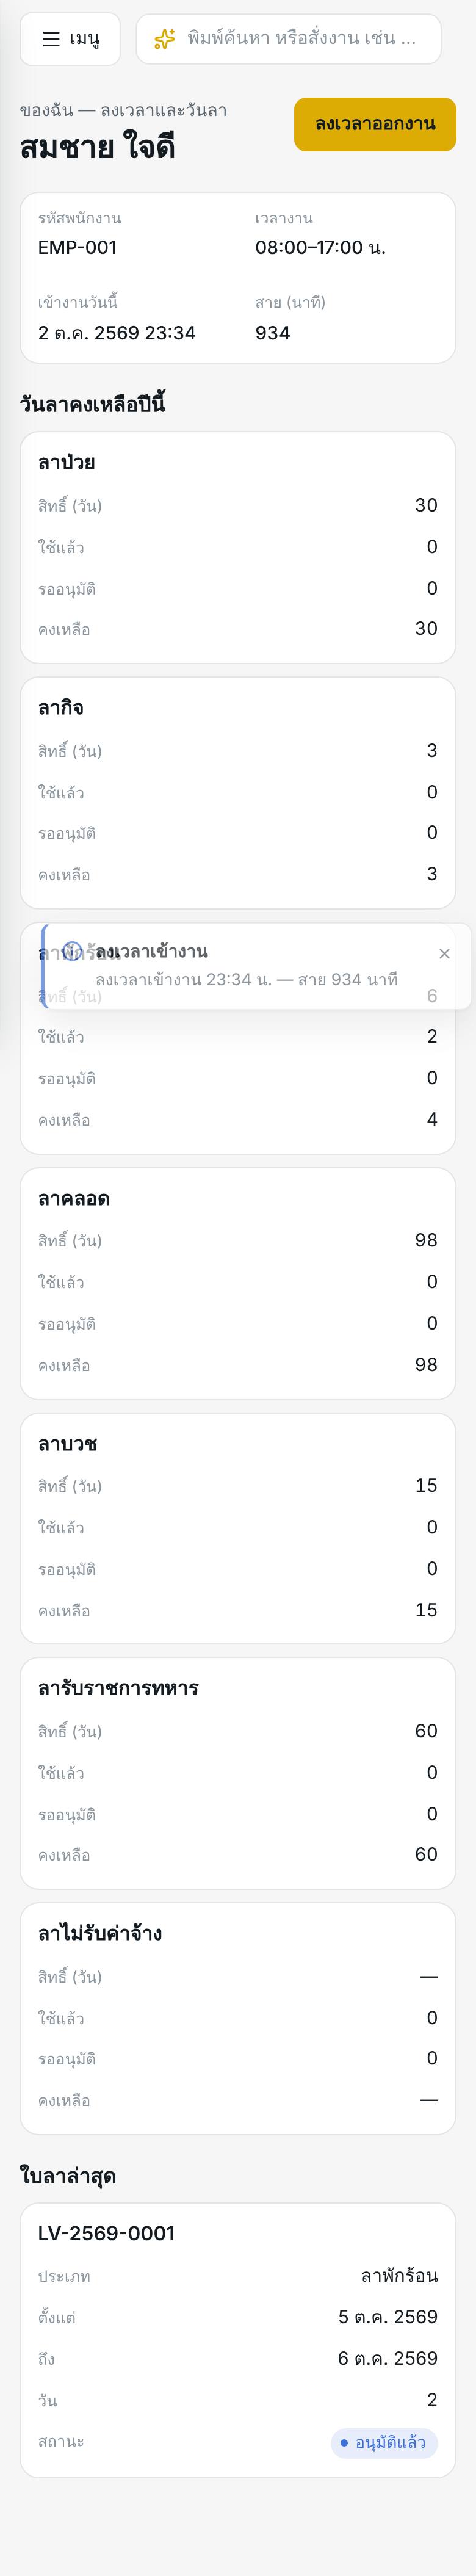 เมนู
พิมพ์ค้นหา หรือสั่งงาน เช่น ...
ของฉัน — ลงเวลาและวันลา
สมชาย ใจดี
ลงเวลาออกงาน
รหัสพนักงาน
EMP-001
เวลางาน
08:00–17:00 น.
เข้างานวันนี้
2 ต.ค. 2569 23:34
สาย (นาที)
934
วันลาคงเหลือปีนี้
ลาป่วย
สิทธิ์ (วัน) 30
ใช้แล้ว 0
รออนุมัติ 0
คงเหลือ 30
ลากิจ
สิทธิ์ (วัน) 3
ใช้แล้ว 0
รออนุมัติ 0
คงเหลือ 3
ลาพักร้อน
ลงเวลาเข้างาน
ลงเวลาเข้างาน 23:34 น. — สาย 934 นาที
สิทธิ์ (วัน) 6
ใช้แล้ว 2
รออนุมัติ 0
คงเหลือ 4
ลาคลอด
สิทธิ์ (วัน) 98
ใช้แล้ว 0
รออนุมัติ 0
คงเหลือ 98
ลาบวช
สิทธิ์ (วัน) 15
ใช้แล้ว 0
รออนุมัติ 0
คงเหลือ 15
ลารับราชการทหาร
สิทธิ์ (วัน) 60
ใช้แล้ว 0
รออนุมัติ 0
คงเหลือ 60
ลาไม่รับค่าจ้าง
สิทธิ์ (วัน) —
ใช้แล้ว 0
รออนุมัติ 0
คงเหลือ —
ใบลาล่าสุด
LV-2569-0001
ประเภท ลาพักร้อน
ตั้งแต่ 5 ต.ค. 2569
ถึง 6 ต.ค. 2569
วัน 2
สถานะ อนุมัติแล้ว